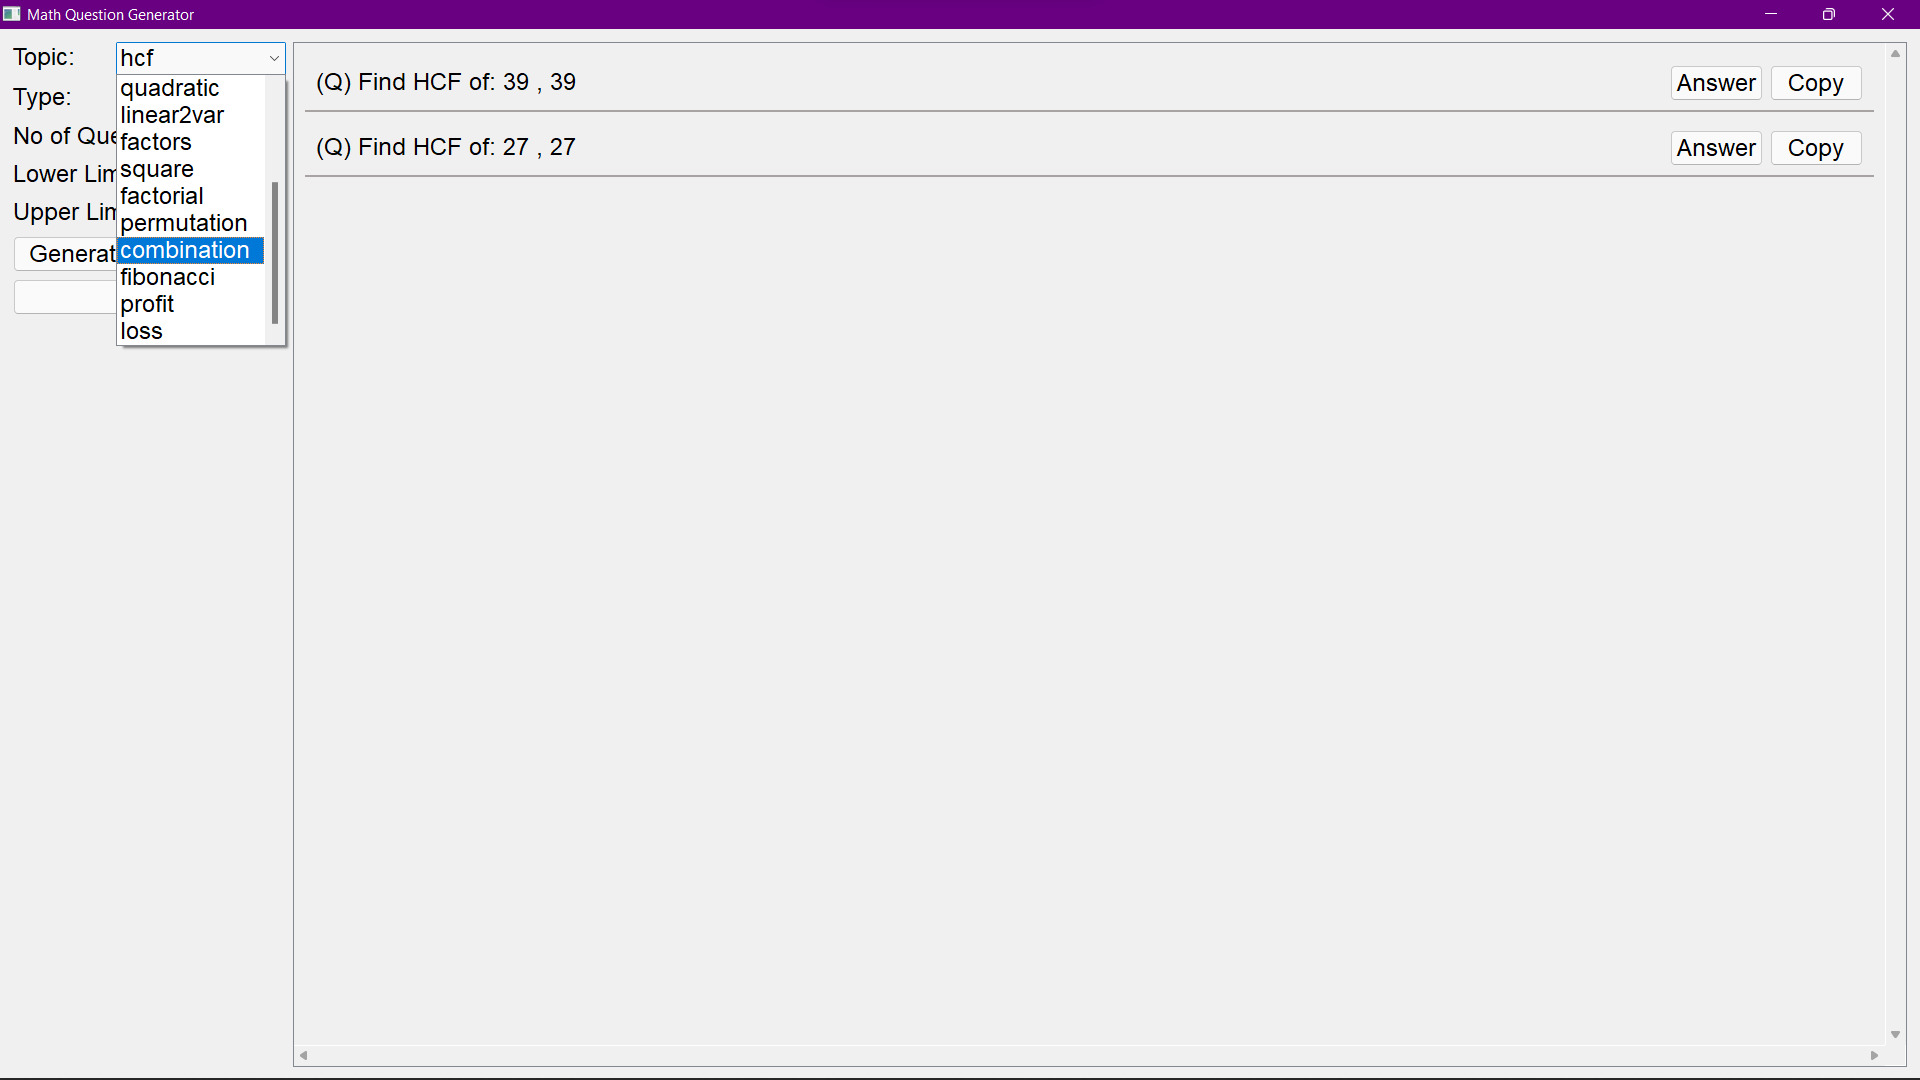 Math Question Generator
Topic:
hcf
quadratic
linear2var
factors
square
factorial
permutation
combination
fibonacci
profit
loss
Type:
No of Que
Lower Lim
Upper Lim
Generat
(Q) Find HCF of: 39 , 39
Answer
Copy
(Q) Find HCF of: 27 , 27
Answer
Copy